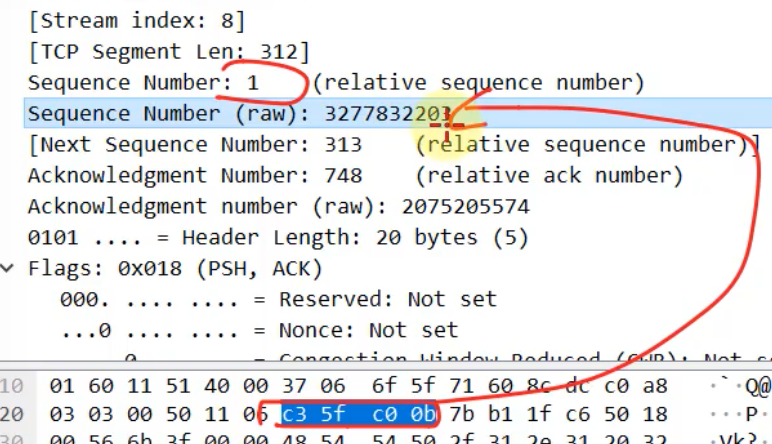 [Stream index: 8]
[TCP Segment Len: 312]
Sequence Number: 1 (relative sequence number)
Sequence Number (raw): 3277832203
[Next Sequence Number: 313 (relative sequence number)]
Acknowledgment Number: 748 (relative ack number)
Acknowledgment number (raw): 2075205574
0101 .... = Header Length: 20 bytes (5)
Flags: 0x018 (PSH, ACK)
000. .... .... = Reserved: Not set
...0 .... .... = Nonce: Not set
10 01 60 11 51 40 00 37 06 6f 5f 71 60 8c dc c0 a8 ·`·Q@
20 03 03 00 50 11 06 c3 5f c0 0b 7b b1 1f c6 50 18 ···P·